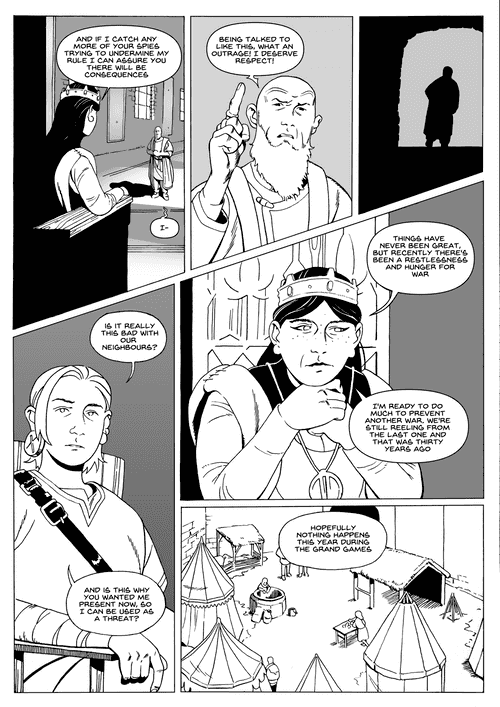 AND IF I CATCH ANY
MORE OF YOUR SPIES
TRYING TO UNDERMINE MY
RULE I CAN ASSURE YOU
THERE WILL BE
CONSEQUENCES
I-
BEING TALKED TO
LIKE THIS, WHAT AN
OUTRAGE! I DESERVE
RESPECT!
THINGS HAVE
NEVER BEEN GREAT,
BUT RECENTLY THERE'S
BEEN A RESTLESSNESS
AND HUNGER FOR
WAR
I'M READY TO DO
MUCH TO PREVENT
ANOTHER WAR. WE'RE
STILL REELING FROM
THE LAST ONE AND
THAT WAS THIRTY
YEARS AGO
IS IT REALLY
THIS BAD WITH
OUR
NEIGHBOURS?
AND IS THIS WHY
YOU WANTED ME
PRESENT NOW, SO
I CAN BE USED AS
A THREAT?
HOPEFULLY
NOTHING HAPPENS
THIS YEAR DURING
THE GRAND GAMES